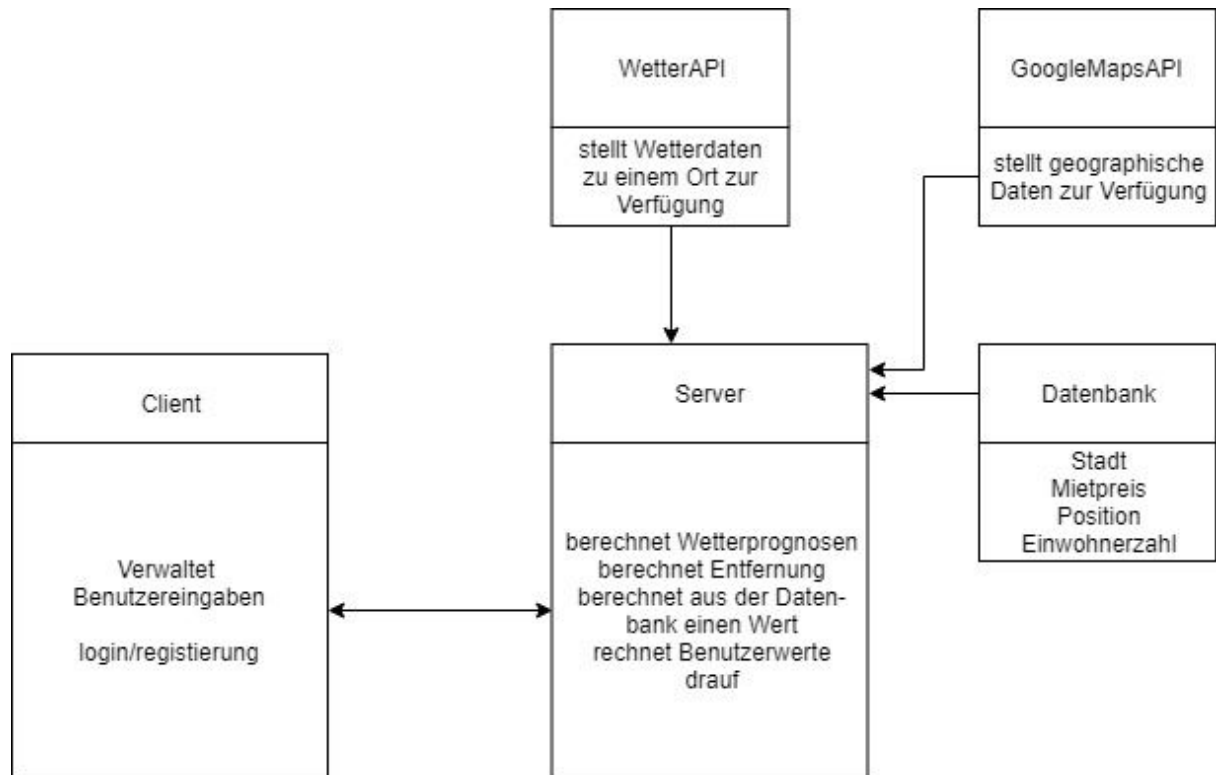 WetterAPI
stellt Wetterdaten
zu einem Ort zur
Verfügung
GoogleMapsAPI
stellt geographische
Daten zur Verfügung
Client
Verwaltet
Benutzereingaben
login/registierung
Server
berechnet Wetterprognosen
berechnet Entfernung
berechnet aus der Daten-
bank einen Wert
rechnet Benutzerwerte
drauf
Datenbank
Stadt
Mietpreis
Position
Einwohnerzahl